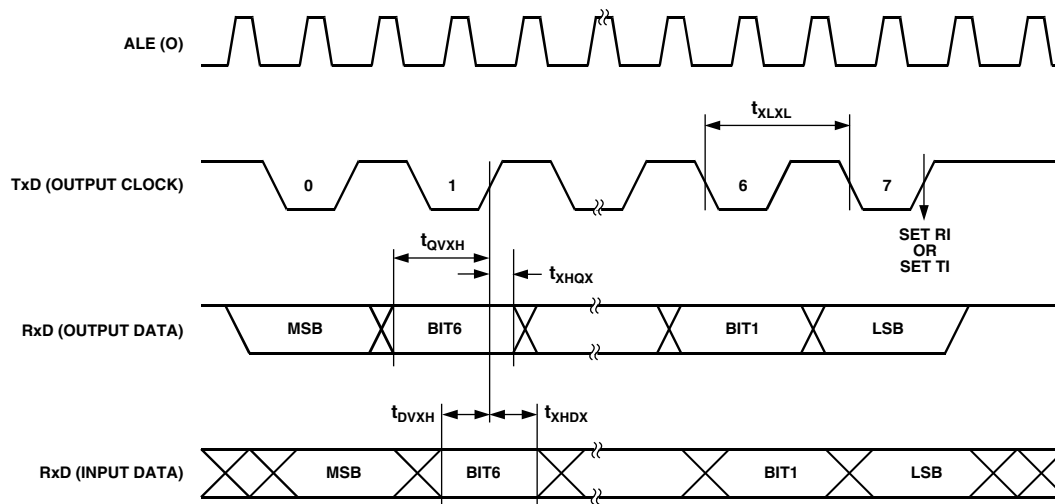 ALE (O)
tXLXL
TxD (OUTPUT CLOCK)
0
1
6
7
SET RI
OR
SET TI
tQVXH
tXHQX
RxD (OUTPUT DATA)
MSB
BIT6
BIT1
LSB
tDVXH
tXHDX
RxD (INPUT DATA)
MSB
BIT6
BIT1
LSB